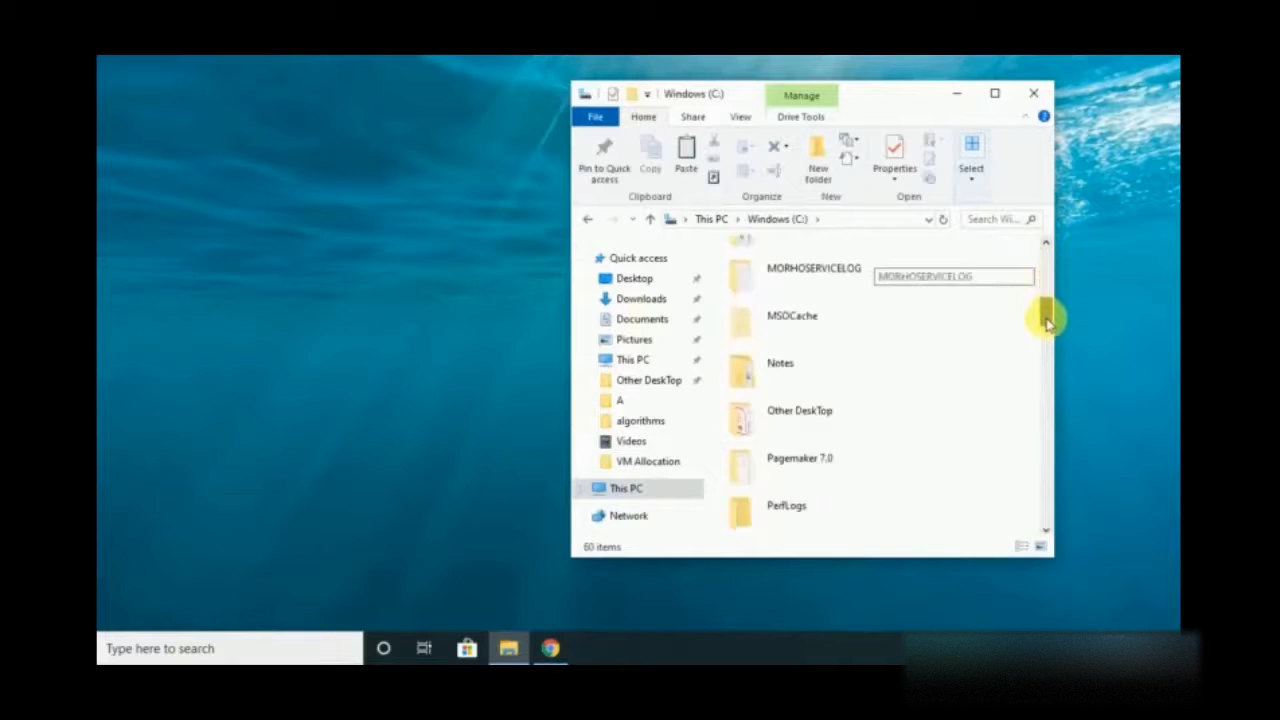 Windows (C:)
Manage
File
Home
Share
View
Drive Tools
Pin to Quick access
Copy
Paste
New folder
Properties
Select
Clipboard
Organize
New
Open
This PC
Windows (C:)
Search Wi...
Quick access
Desktop
Downloads
Documents
Pictures
This PC
Other DeskTop
A
algorithms
Videos
VM Allocation
This PC
Network
MORHOSERVICELOG
MORHOSERVICELOG
MSOCache
Notes
Other DeskTop
Pagemaker 7.0
PerfLogs
60 items
Type here to search